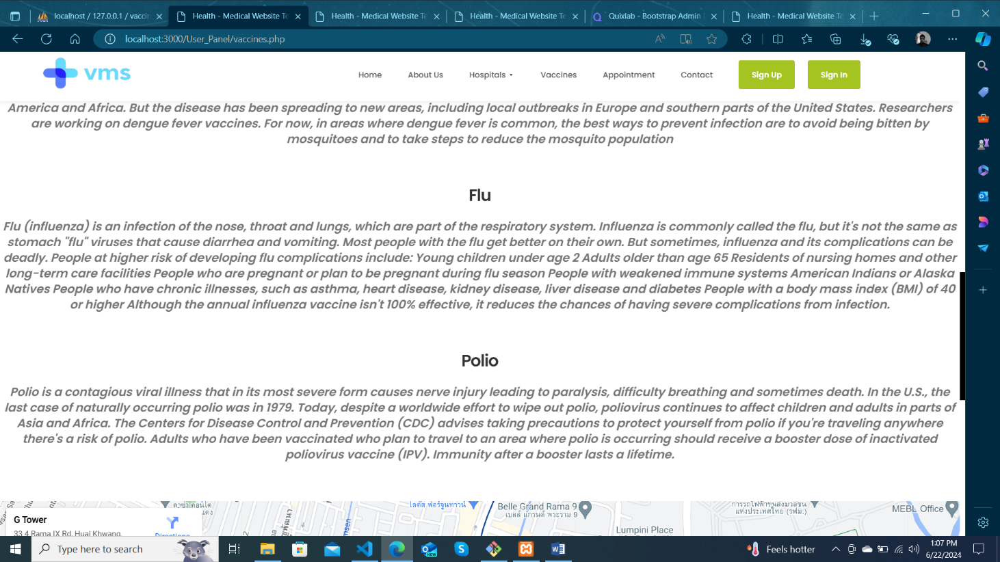 localhost / 127.0.0.1 / vaccin
Health - Medical Website Te
Health - Medical Website Te
Health - Medical Website Te
Quixlab - Bootstrap Admin
Health - Medical Website Te
localhost:3000/User_Panel/vaccines.php
vms
Home
About Us
Hospitals
Vaccines
Appointment
Contact
Sign Up
Sign In
America and Africa. But the disease has been spreading to new areas, including local outbreaks in Europe and southern parts of the United States. Researchers
are working on dengue fever vaccines. For now, in areas where dengue fever is common, the best ways to prevent infection are to avoid being bitten by
mosquitoes and to take steps to reduce the mosquito population
Flu
Flu (influenza) is an infection of the nose, throat and lungs, which are part of the respiratory system. Influenza is commonly called the flu, but it's not the same as
stomach "flu" viruses that cause diarrhea and vomiting. Most people with the flu get better on their own. But sometimes, influenza and its complications can be
deadly. People at higher risk of developing flu complications include: Young children under age 2 Adults older than age 65 Residents of nursing homes and other
long-term care facilities People who are pregnant or plan to be pregnant during flu season People with weakened immune systems American Indians or Alaska
Natives People who have chronic illnesses, such as asthma, heart disease, kidney disease, liver disease and diabetes People with a body mass index (BMI) of 40
or higher Although the annual influenza vaccine isn't 100% effective, it reduces the chances of having severe complications from infection.
Polio
Polio is a contagious viral illness that in its most severe form causes nerve injury leading to paralysis, difficulty breathing and sometimes death. In the U.S., the
last case of naturally occurring polio was in 1979. Today, despite a worldwide effort to wipe out polio, poliovirus continues to affect children and adults in parts of
Asia and Africa. The Centers for Disease Control and Prevention (CDC) advises taking precautions to protect yourself from polio if you're traveling anywhere
there's a risk of polio. Adults who have been vaccinated who plan to travel to an area where polio is occurring should receive a booster dose of inactivated
poliovirus vaccine (IPV). Immunity after a booster lasts a lifetime.
G Tower
33 4 Rama IX Rd, Huai Khwang,
Directions
Belle Grand Rama 9
เบลล์ แกรนด์ พระราม 9
Lumpini Place
แห่งประเทศไทย (รฟม.)
MEBL Office
Type here to search
Feels hotter
1:07 PM
6/22/2024